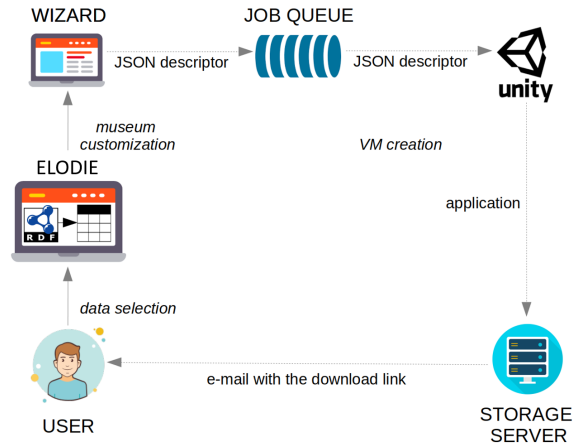 WIZARD
JOB QUEUE
JSON descriptor
JSON descriptor
unity
museum
customization
VM creation
ELODIE
RDF
application
data selection
e-mail with the download link
USER
STORAGE
SERVER